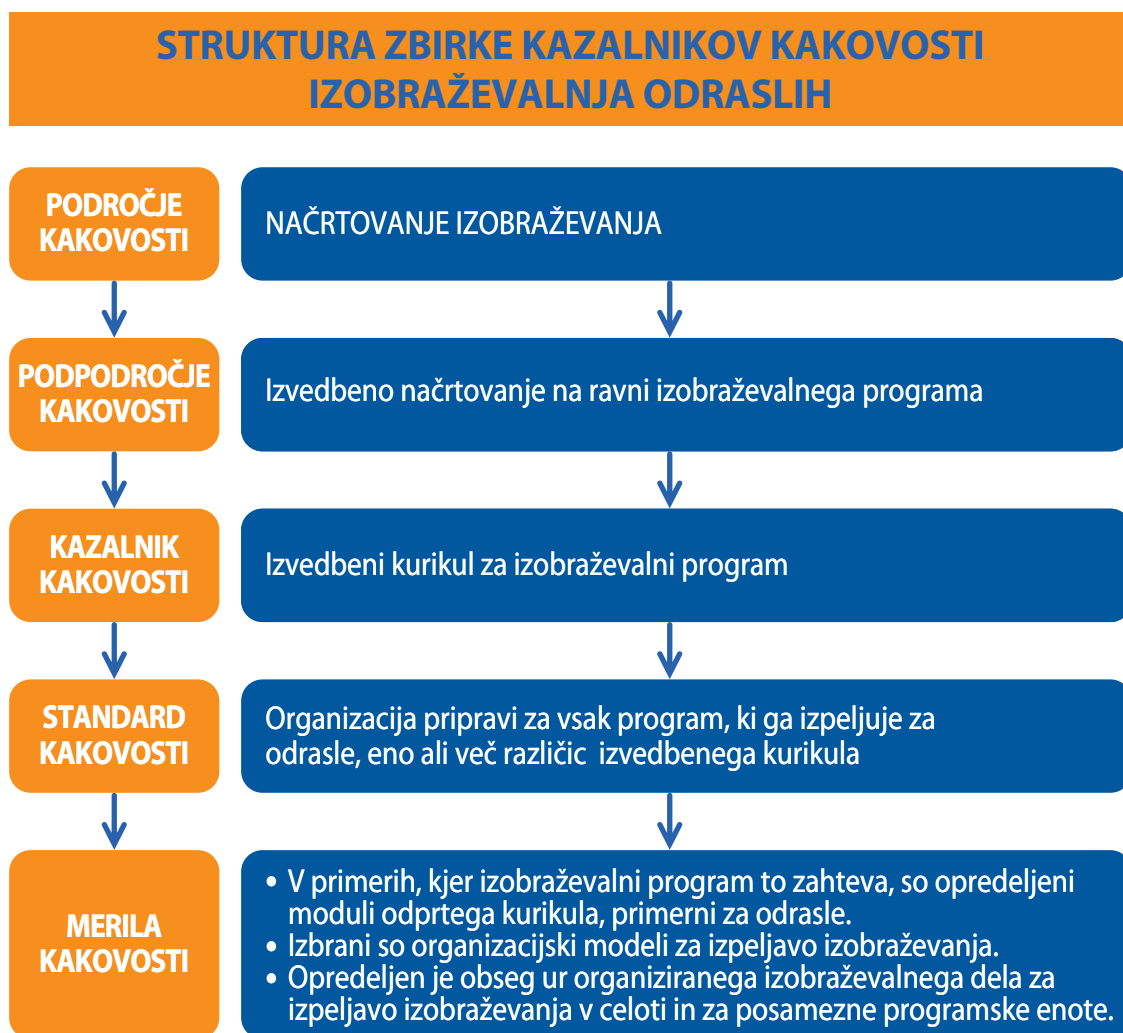 STRUKTURA ZBIRKE KAZALNIKOV KAKOVOSTI
IZOBRAŽEVALNJA ODRASLIH
PODROČJE
KAKOVOSTI
NAČRTOVANJE IZOBRAŽEVANJA
PODPODROČJE
KAKOVOSTI
Izvedbeno načrtovanje na ravni izobraževalnega programa
KAZALNIK
KAKOVOSTI
Izvedbeni kurikul za izobraževalni program
STANDARD
KAKOVOSTI
Organizacija pripravi za vsak program, ki ga izpeljuje za
odrasle, eno ali več različic izvedbenega kurikula
MERILA
KAKOVOSTI
• V primerih, kjer izobraževalni program to zahteva, so opredeljeni
moduli odprtega kurikula, primerni za odrasle.
• Izbrani so organizacijski modeli za izpeljavo izobraževanja.
• Opredeljen je obseg ur organiziranega izobraževalnega dela za
izpeljavo izobraževanja v celoti in za posamezne programske enote.